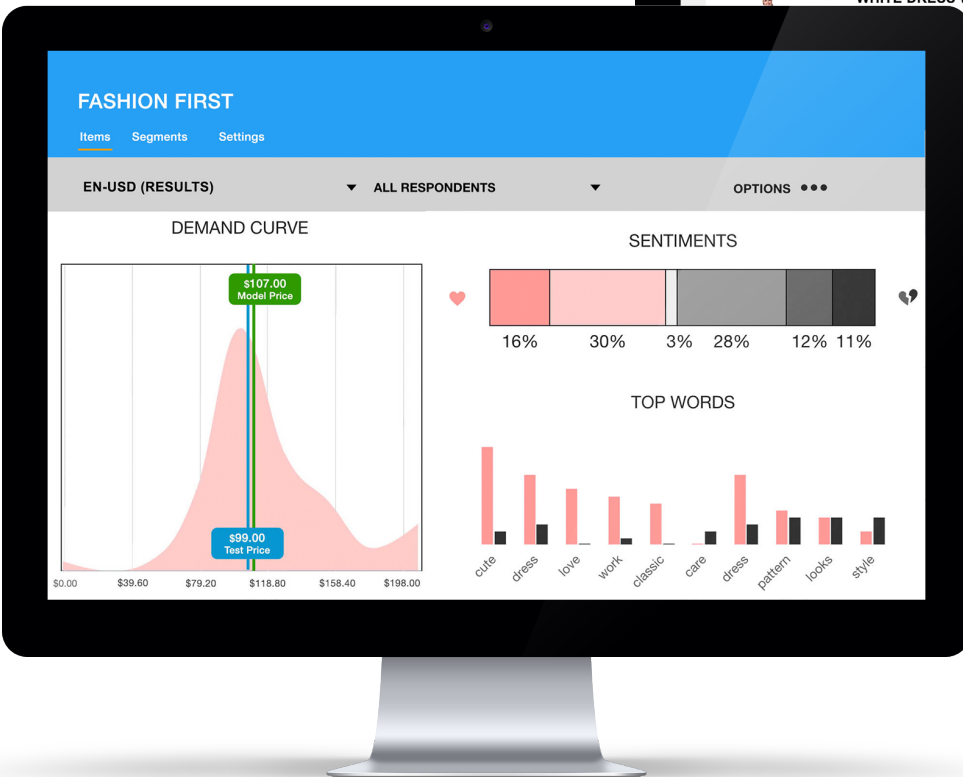 WHITE DRESS
FASHION FIRST
Items Segments Settings
EN-USD (RESULTS) ALL RESPONDENTS OPTIONS
DEMAND CURVE
$107.00
Model Price
$99.00
Test Price
$0.00 $39.60 $79.20 $118.80 $158.40 $198.00
SENTIMENTS
16% 30% 3% 28% 12% 11%
TOP WORDS
cute dress love work classic care dress pattern looks style